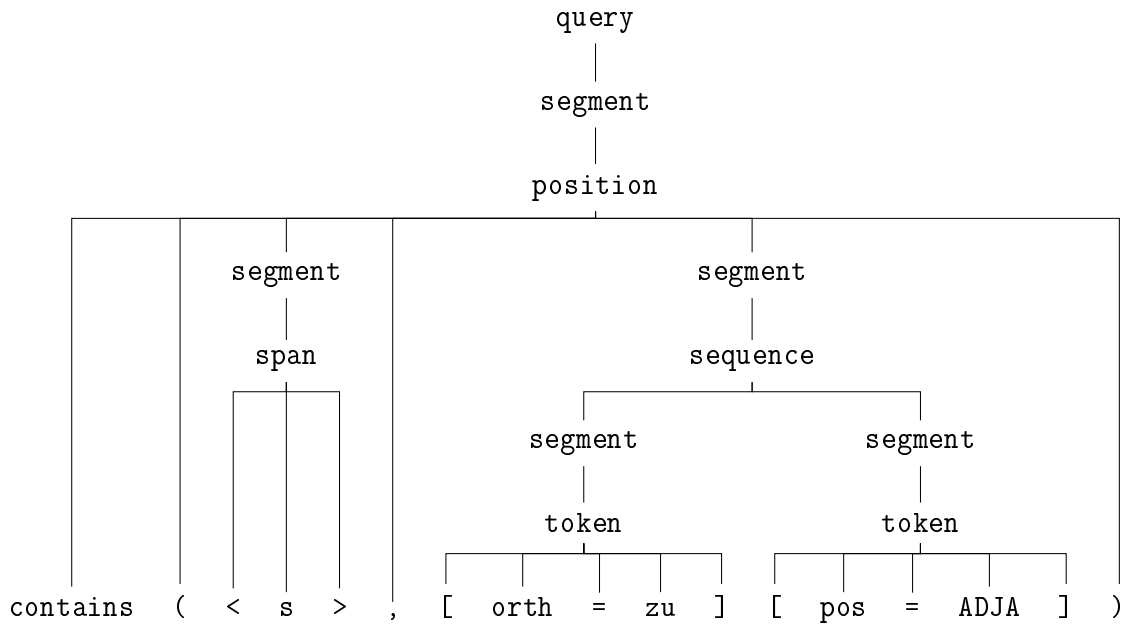 query
segment
position
segment segment
span sequence
segment segment
token token
contains ( < s > , [ orth = zu ] [ pos = ADJA ] )